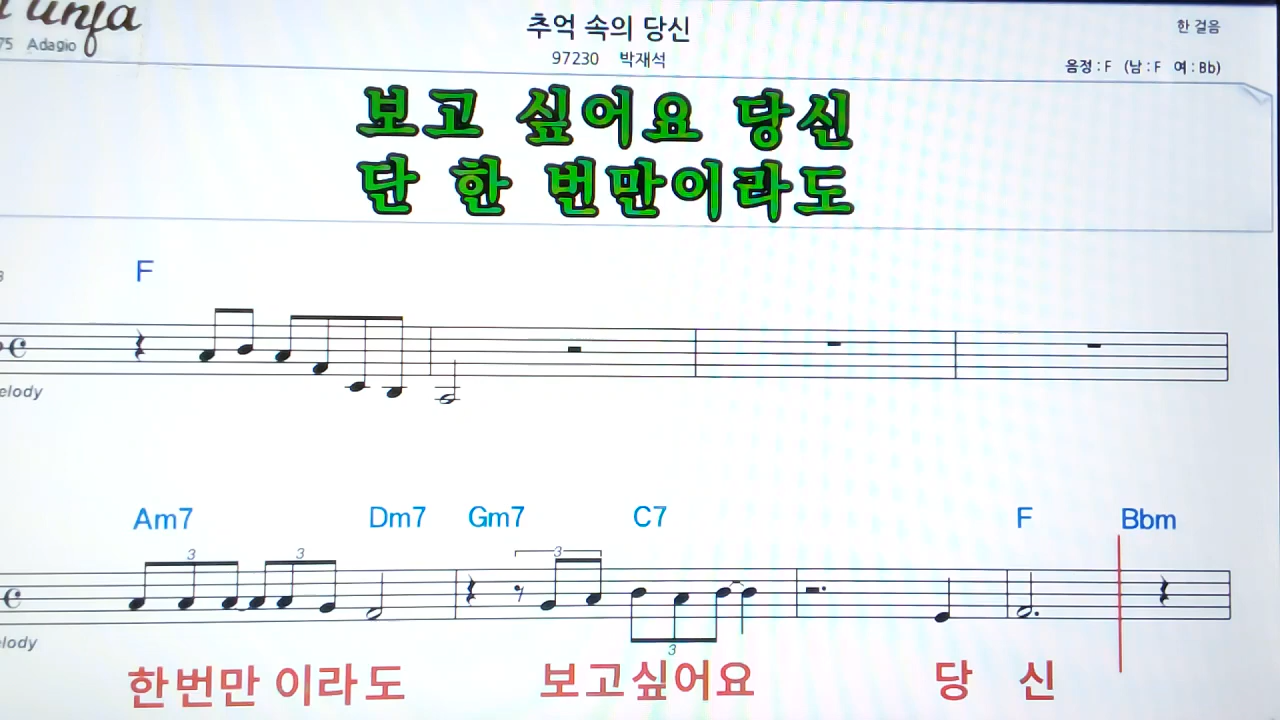 75 Adagio
추억 속의 당신
한 걸음
97230 박재석
음정 : F (남 : F 여 : Bb)
보고 싶어요 당신
단 한 번만이라도
F
elody
Am7 Dm7 Gm7 C7 F Bbm
3 3 3
3
lody
한번만 이라도 보고싶어요 당 신